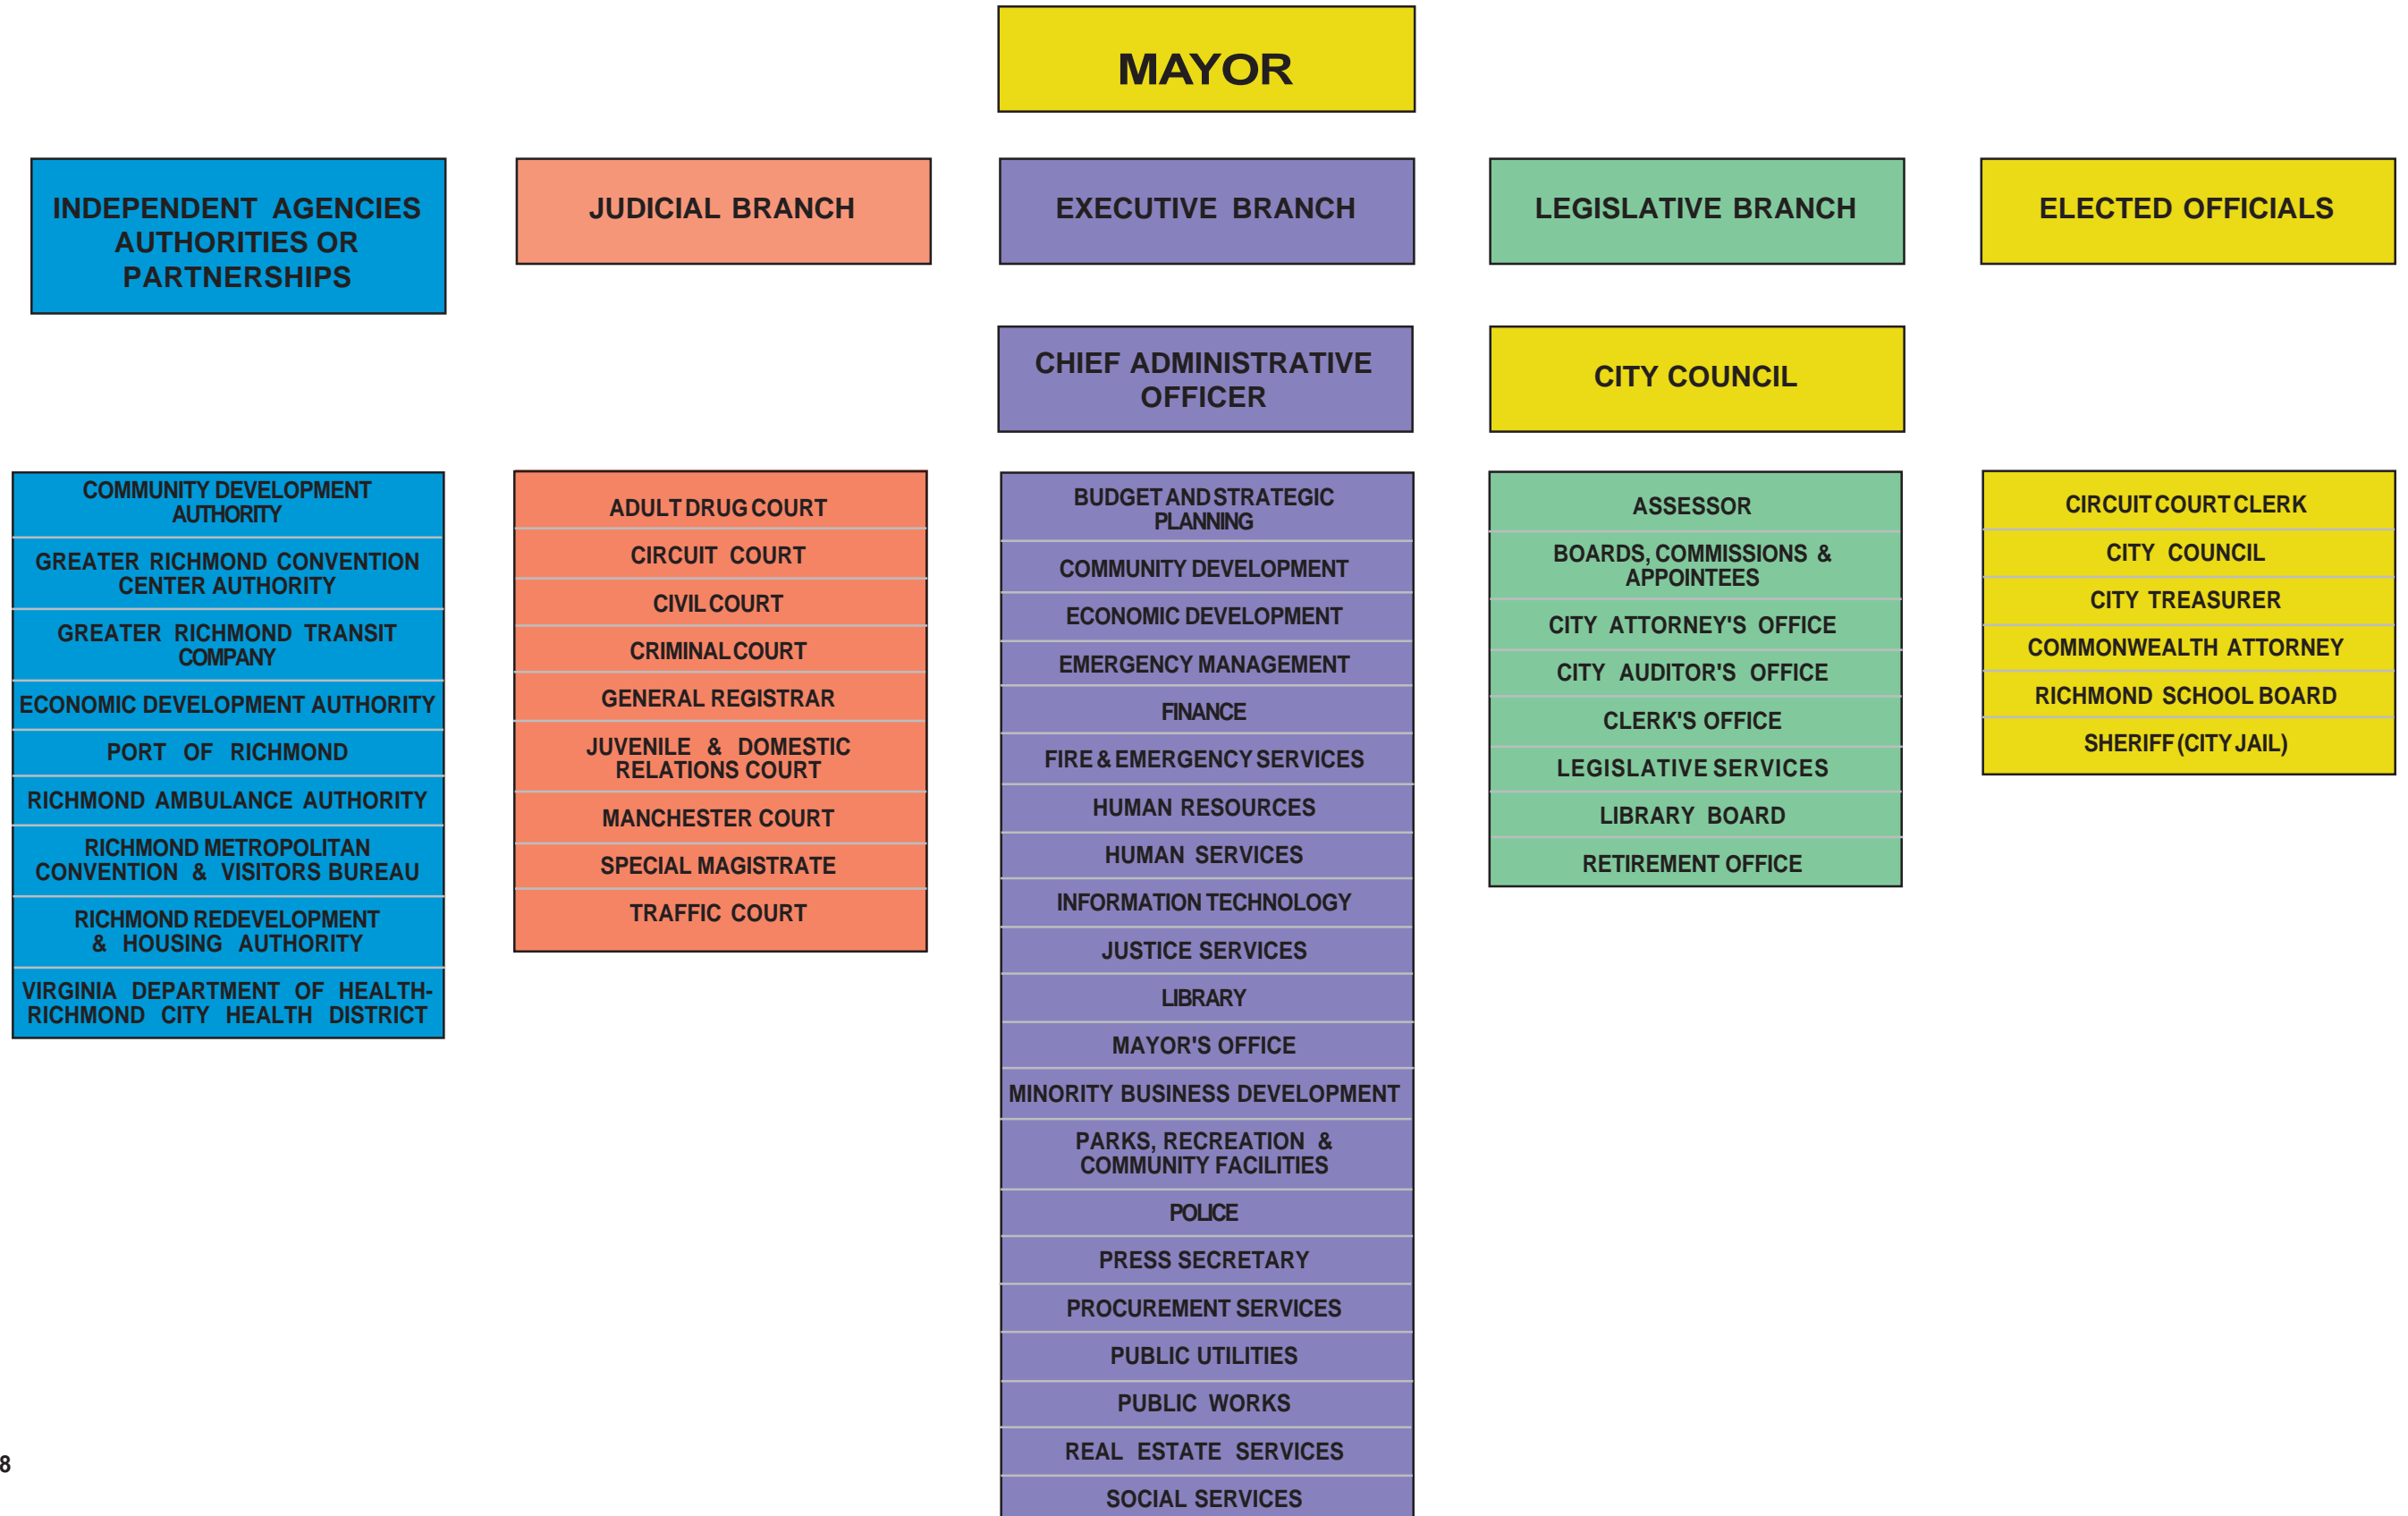 MAYOR
INDEPENDENT AGENCIES
AUTHORITIES OR
PARTNERSHIPS
JUDICIAL BRANCH
EXECUTIVE BRANCH
LEGISLATIVE BRANCH
ELECTED OFFICIALS
CHIEF ADMINISTRATIVE
OFFICER
CITY COUNCIL
COMMUNITY DEVELOPMENT
AUTHORITY
GREATER RICHMOND CONVENTION
CENTER AUTHORITY
GREATER RICHMOND TRANSIT
COMPANY
ECONOMIC DEVELOPMENT AUTHORITY
PORT OF RICHMOND
RICHMOND AMBULANCE AUTHORITY
RICHMOND METROPOLITAN
CONVENTION & VISITORS BUREAU
RICHMOND REDEVELOPMENT
& HOUSING AUTHORITY
VIRGINIA DEPARTMENT OF HEALTH-
RICHMOND CITY HEALTH DISTRICT
ADULT DRUG COURT
CIRCUIT COURT
CIVIL COURT
CRIMINAL COURT
GENERAL REGISTRAR
JUVENILE & DOMESTIC
RELATIONS COURT
MANCHESTER COURT
SPECIAL MAGISTRATE
TRAFFIC COURT
BUDGET AND STRATEGIC
PLANNING
COMMUNITY DEVELOPMENT
ECONOMIC DEVELOPMENT
EMERGENCY MANAGEMENT
FINANCE
FIRE & EMERGENCY SERVICES
HUMAN RESOURCES
HUMAN SERVICES
INFORMATION TECHNOLOGY
JUSTICE SERVICES
LIBRARY
MAYOR'S OFFICE
MINORITY BUSINESS DEVELOPMENT
PARKS, RECREATION &
COMMUNITY FACILITIES
POLICE
PRESS SECRETARY
PROCUREMENT SERVICES
PUBLIC UTILITIES
PUBLIC WORKS
REAL ESTATE SERVICES
SOCIAL SERVICES
ASSESSOR
BOARDS, COMMISSIONS &
APPOINTEES
CITY ATTORNEY'S OFFICE
CITY AUDITOR'S OFFICE
CLERK'S OFFICE
LEGISLATIVE SERVICES
LIBRARY BOARD
RETIREMENT OFFICE
CIRCUIT COURT CLERK
CITY COUNCIL
CITY TREASURER
COMMONWEALTH ATTORNEY
RICHMOND SCHOOL BOARD
SHERIFF (CITY JAIL)
8